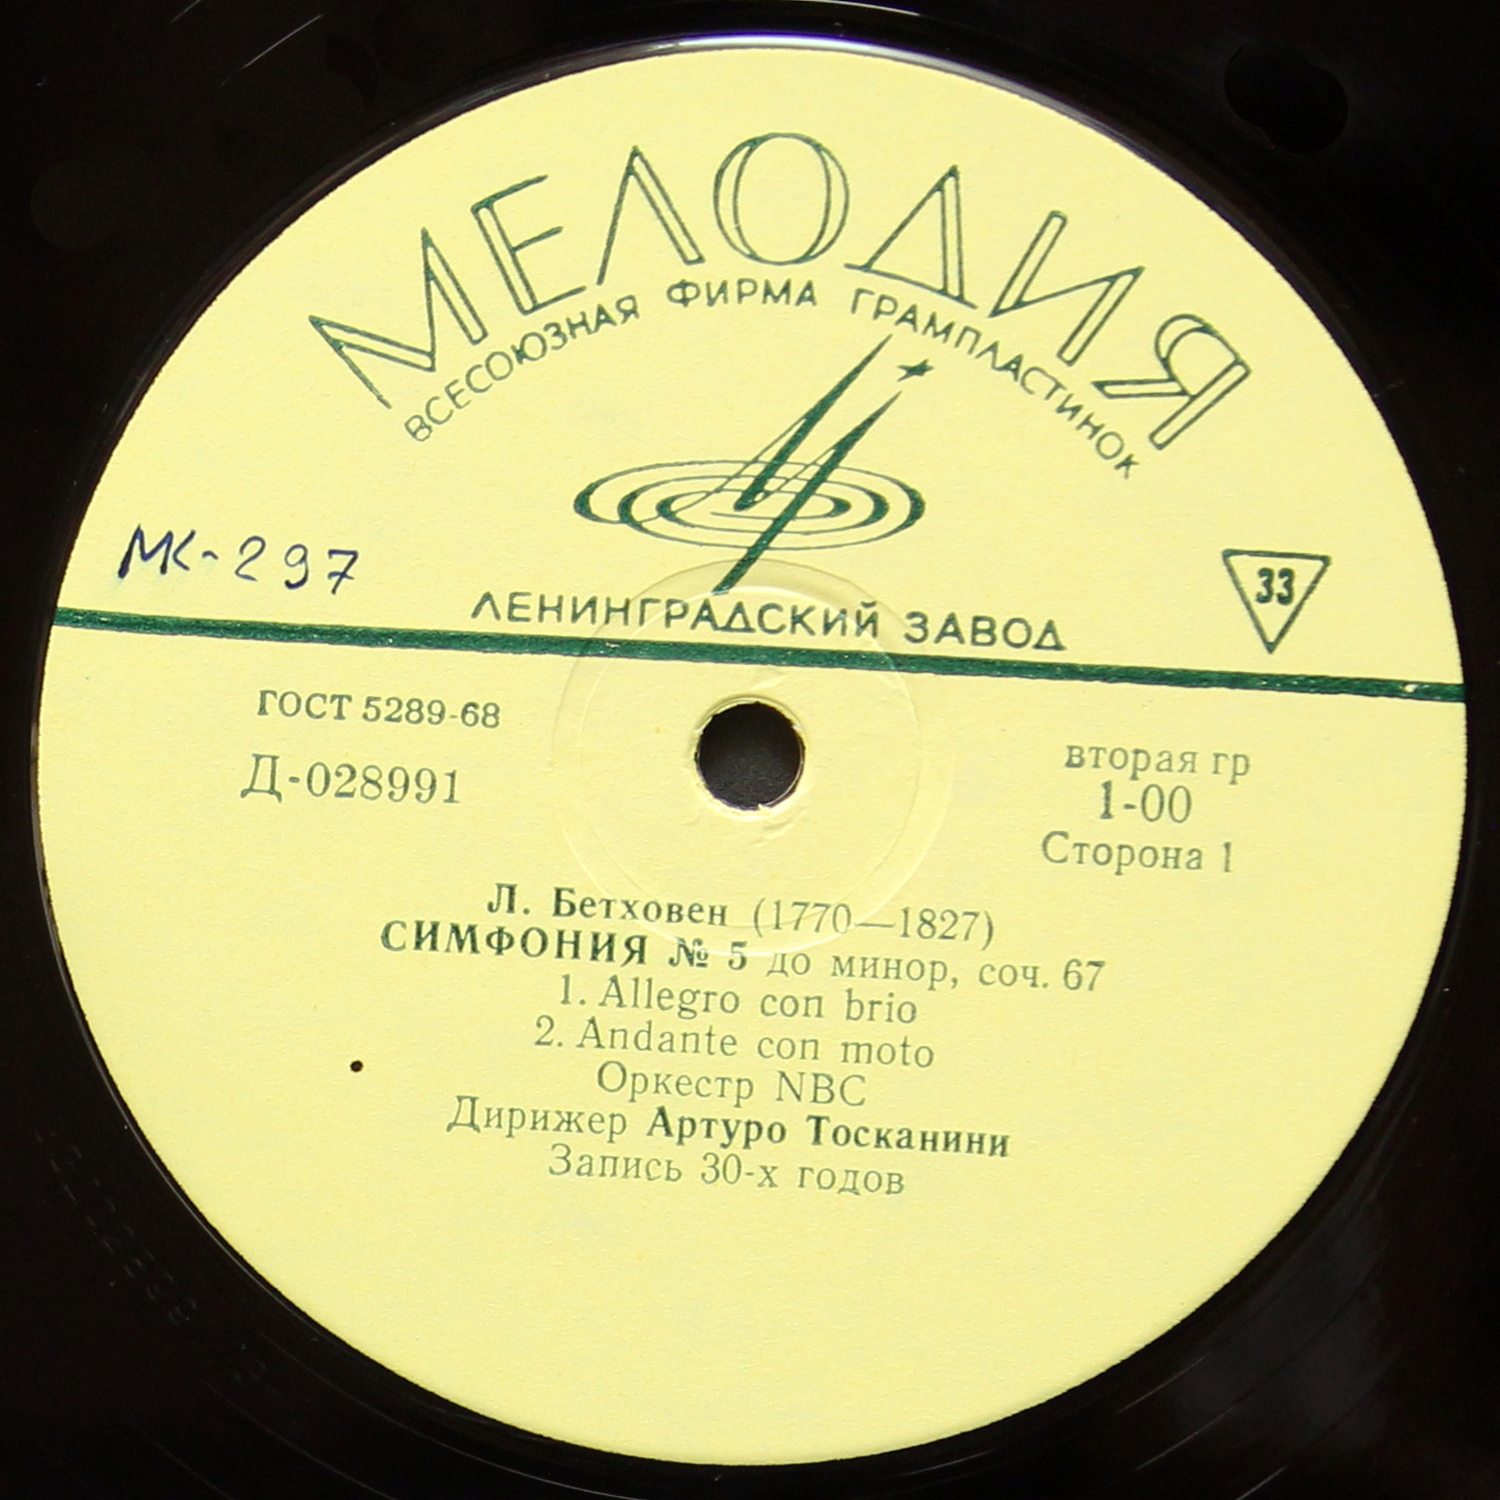 МЕЛОДИЯ
ВСЕСОЮЗНАЯ ФИРМА ГРАМПЛАСТИНОК
МК-297
33
ЛЕНИНГРАДСКИЙ ЗАВОД
ГОСТ 5289-68
Д-028991
вторая гр
1-00
Сторона 1
Л. Бетховен (1770—1827)
СИМФОНИЯ № 5 до минор, соч. 67
1. Allegro con brio
2. Andante con moto
Оркестр NBC
Дирижер Артуро Тосканини
Запись 30-х годов